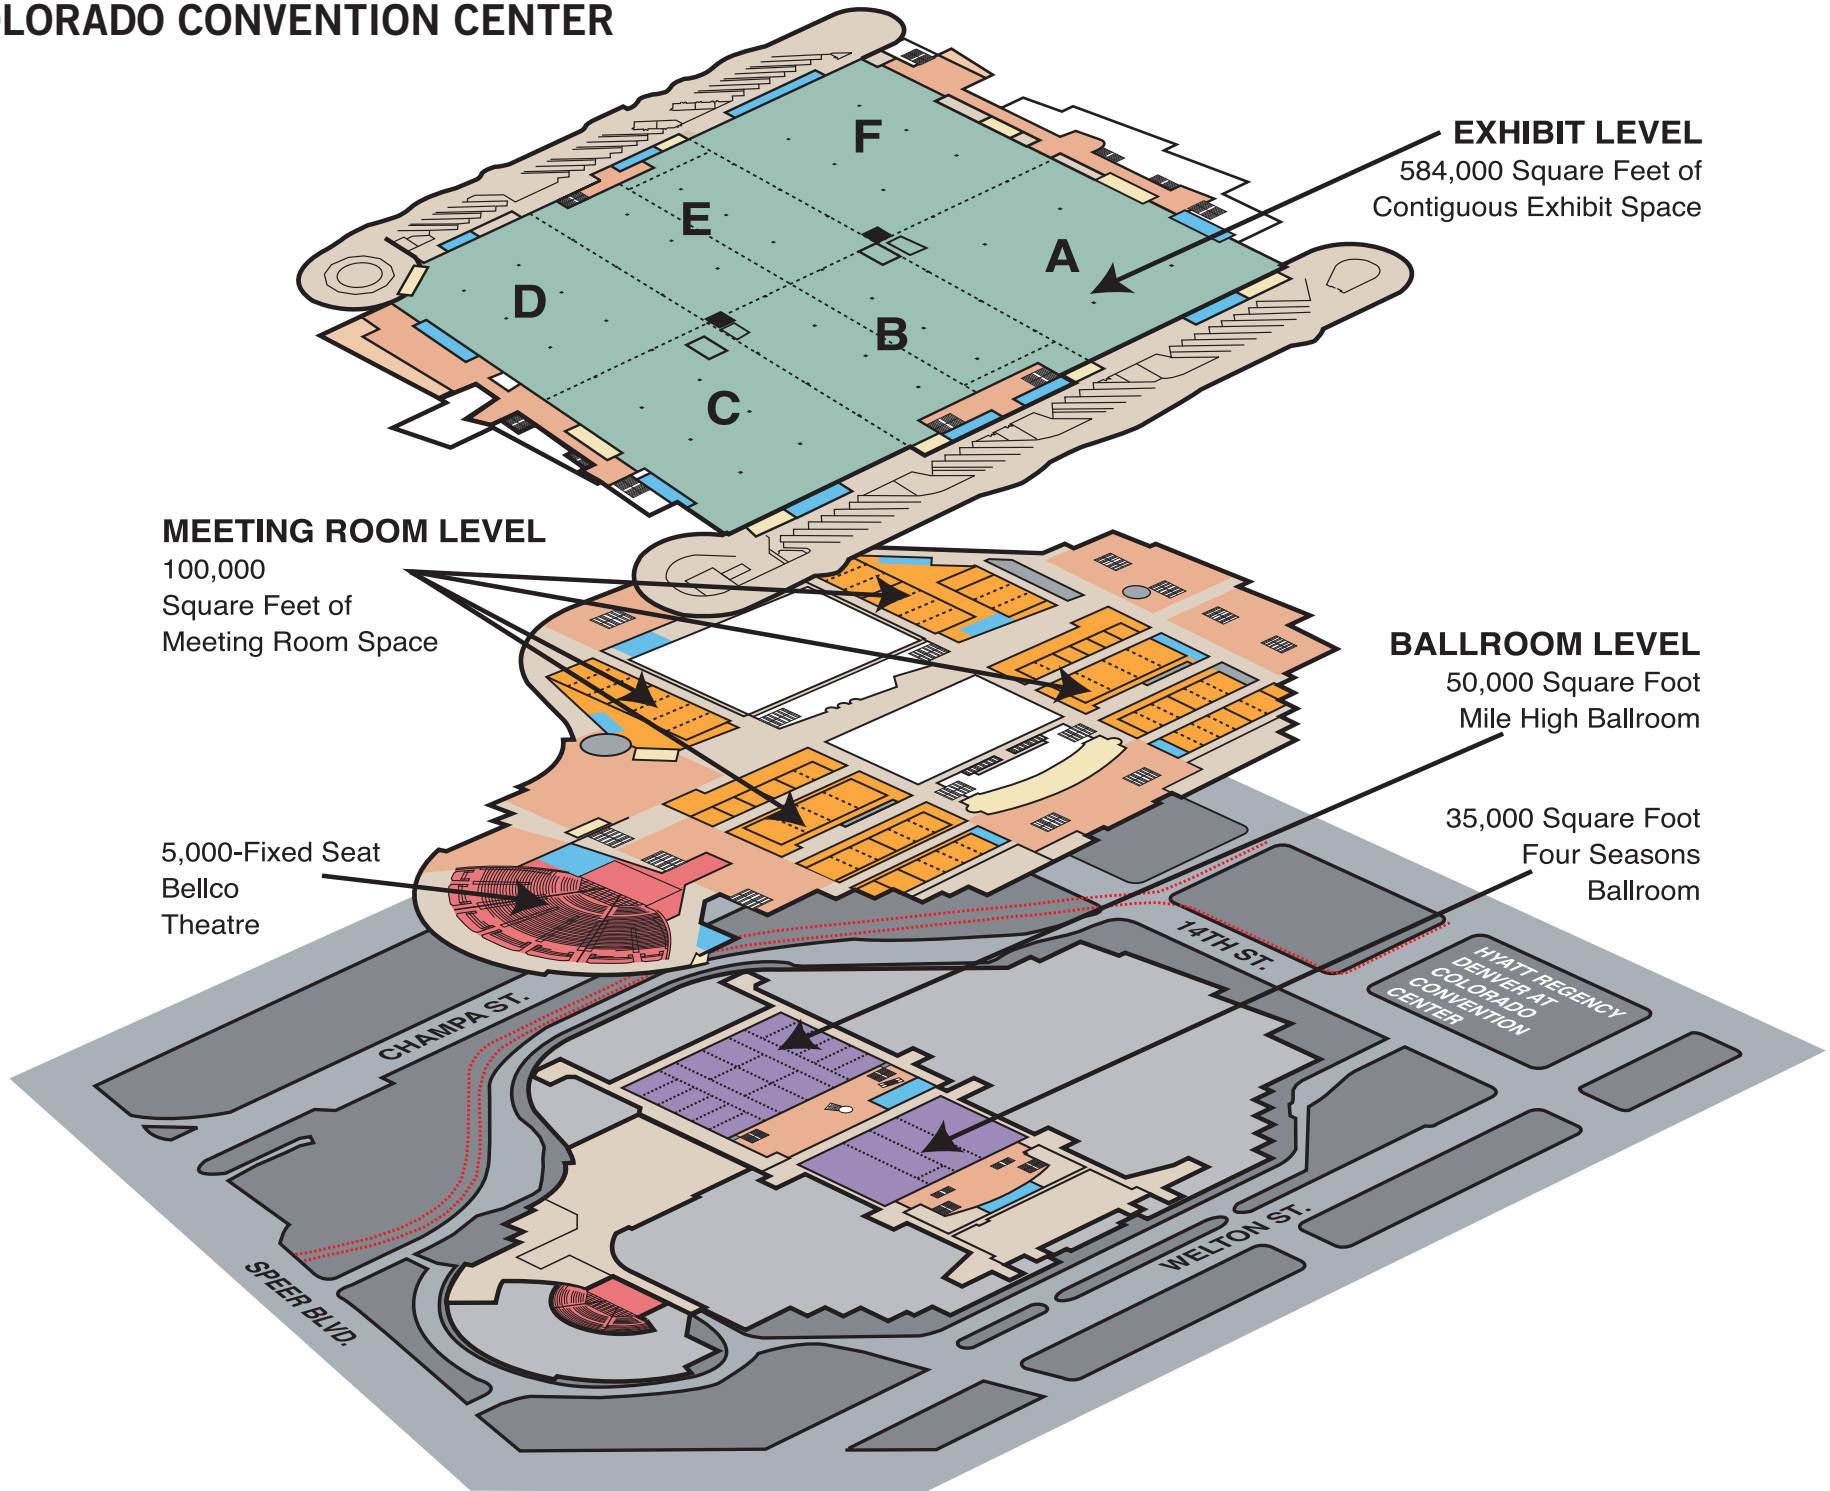 OLORADO CONVENTION CENTER
F
E
A
D
B
C
EXHIBIT LEVEL
584,000 Square Feet of
Contiguous Exhibit Space
MEETING ROOM LEVEL
100,000
Square Feet of
Meeting Room Space
BALLROOM LEVEL
50,000 Square Foot
Mile High Ballroom
35,000 Square Foot
Four Seasons
Ballroom
5,000-Fixed Seat
Bellco
Theatre
14TH ST.
HYATT REGENCY
DENVER AT
COLORADO
CONVENTION
CENTER
CHAMPA ST.
WELTON ST.
SPEER BLVD.